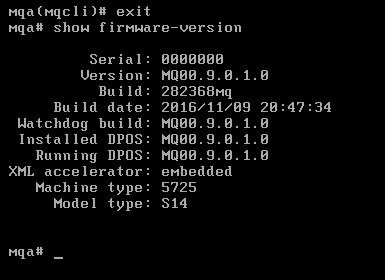 mqa(mqcli)# exit
mqa# show firmware-version
Serial: 0000000
Version: MQ00.9.0.1.0
Build: 282368mq
Build date: 2016/11/09 20:47:34
Watchdog build: MQ00.9.0.1.0
Installed DPOS: MQ00.9.0.1.0
Running DPOS: MQ00.9.0.1.0
XML accelerator: embedded
Machine type: 5725
Model type: S14
mqa# _